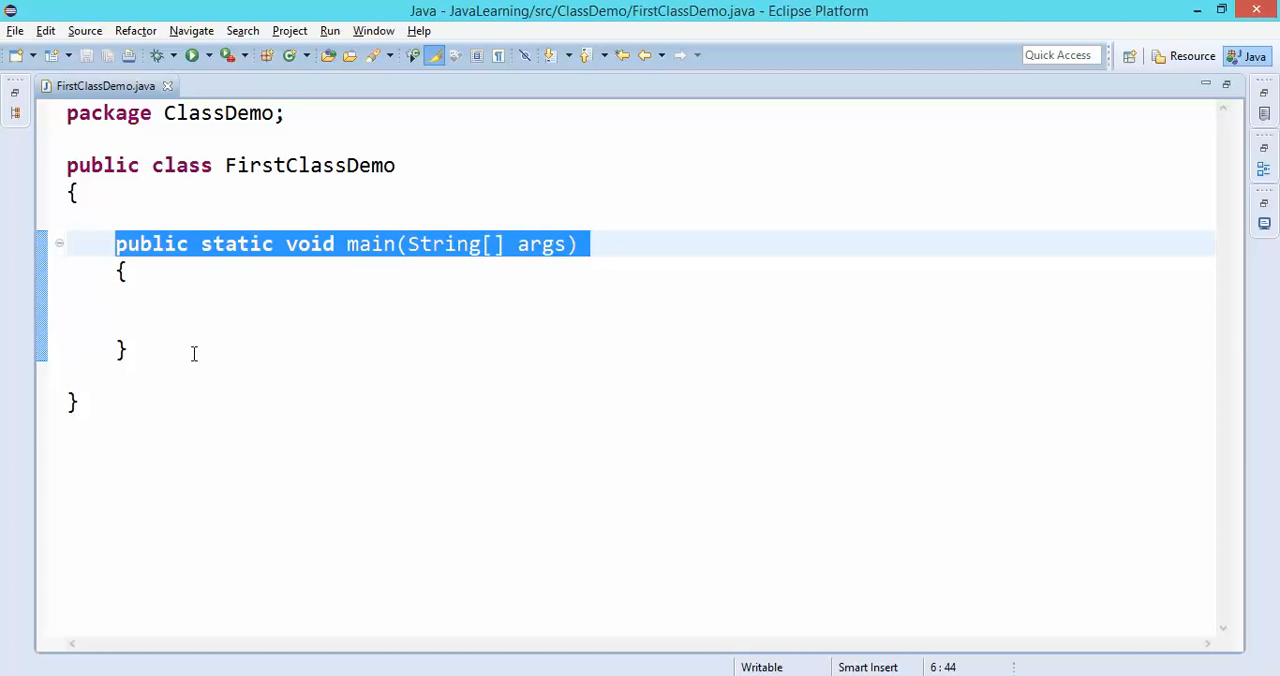 Java - JavaLearning/src/ClassDemo/FirstClassDemo.java - Eclipse Platform
File Edit Source Refactor Navigate Search Project Run Window Help
Quick Access Resource Java
FirstClassDemo.java
package ClassDemo;
public class FirstClassDemo
{
public static void main(String[] args)
{
}
}
Writable Smart Insert 6 : 44